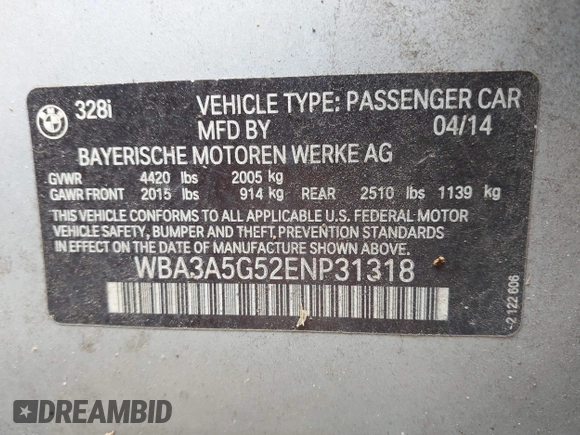 328i VEHICLE TYPE: PASSENGER CAR
MFD BY 04/14
BAYERISCHE MOTOREN WERKE AG
GVWR 4420 lbs 2005 kg
GAWR FRONT 2015 lbs 914 kg REAR 2510 lbs 1139 kg
THIS VEHICLE CONFORMS TO ALL APPLICABLE U.S. FEDERAL MOTOR
VEHICLE SAFETY, BUMPER AND THEFT PREVENTION STANDARDS
IN EFFECT ON THE DATE OF MANUFACTURE SHOWN ABOVE.
WBA3A5G52ENP31318
-2 122 606
BMW
DREAMBID